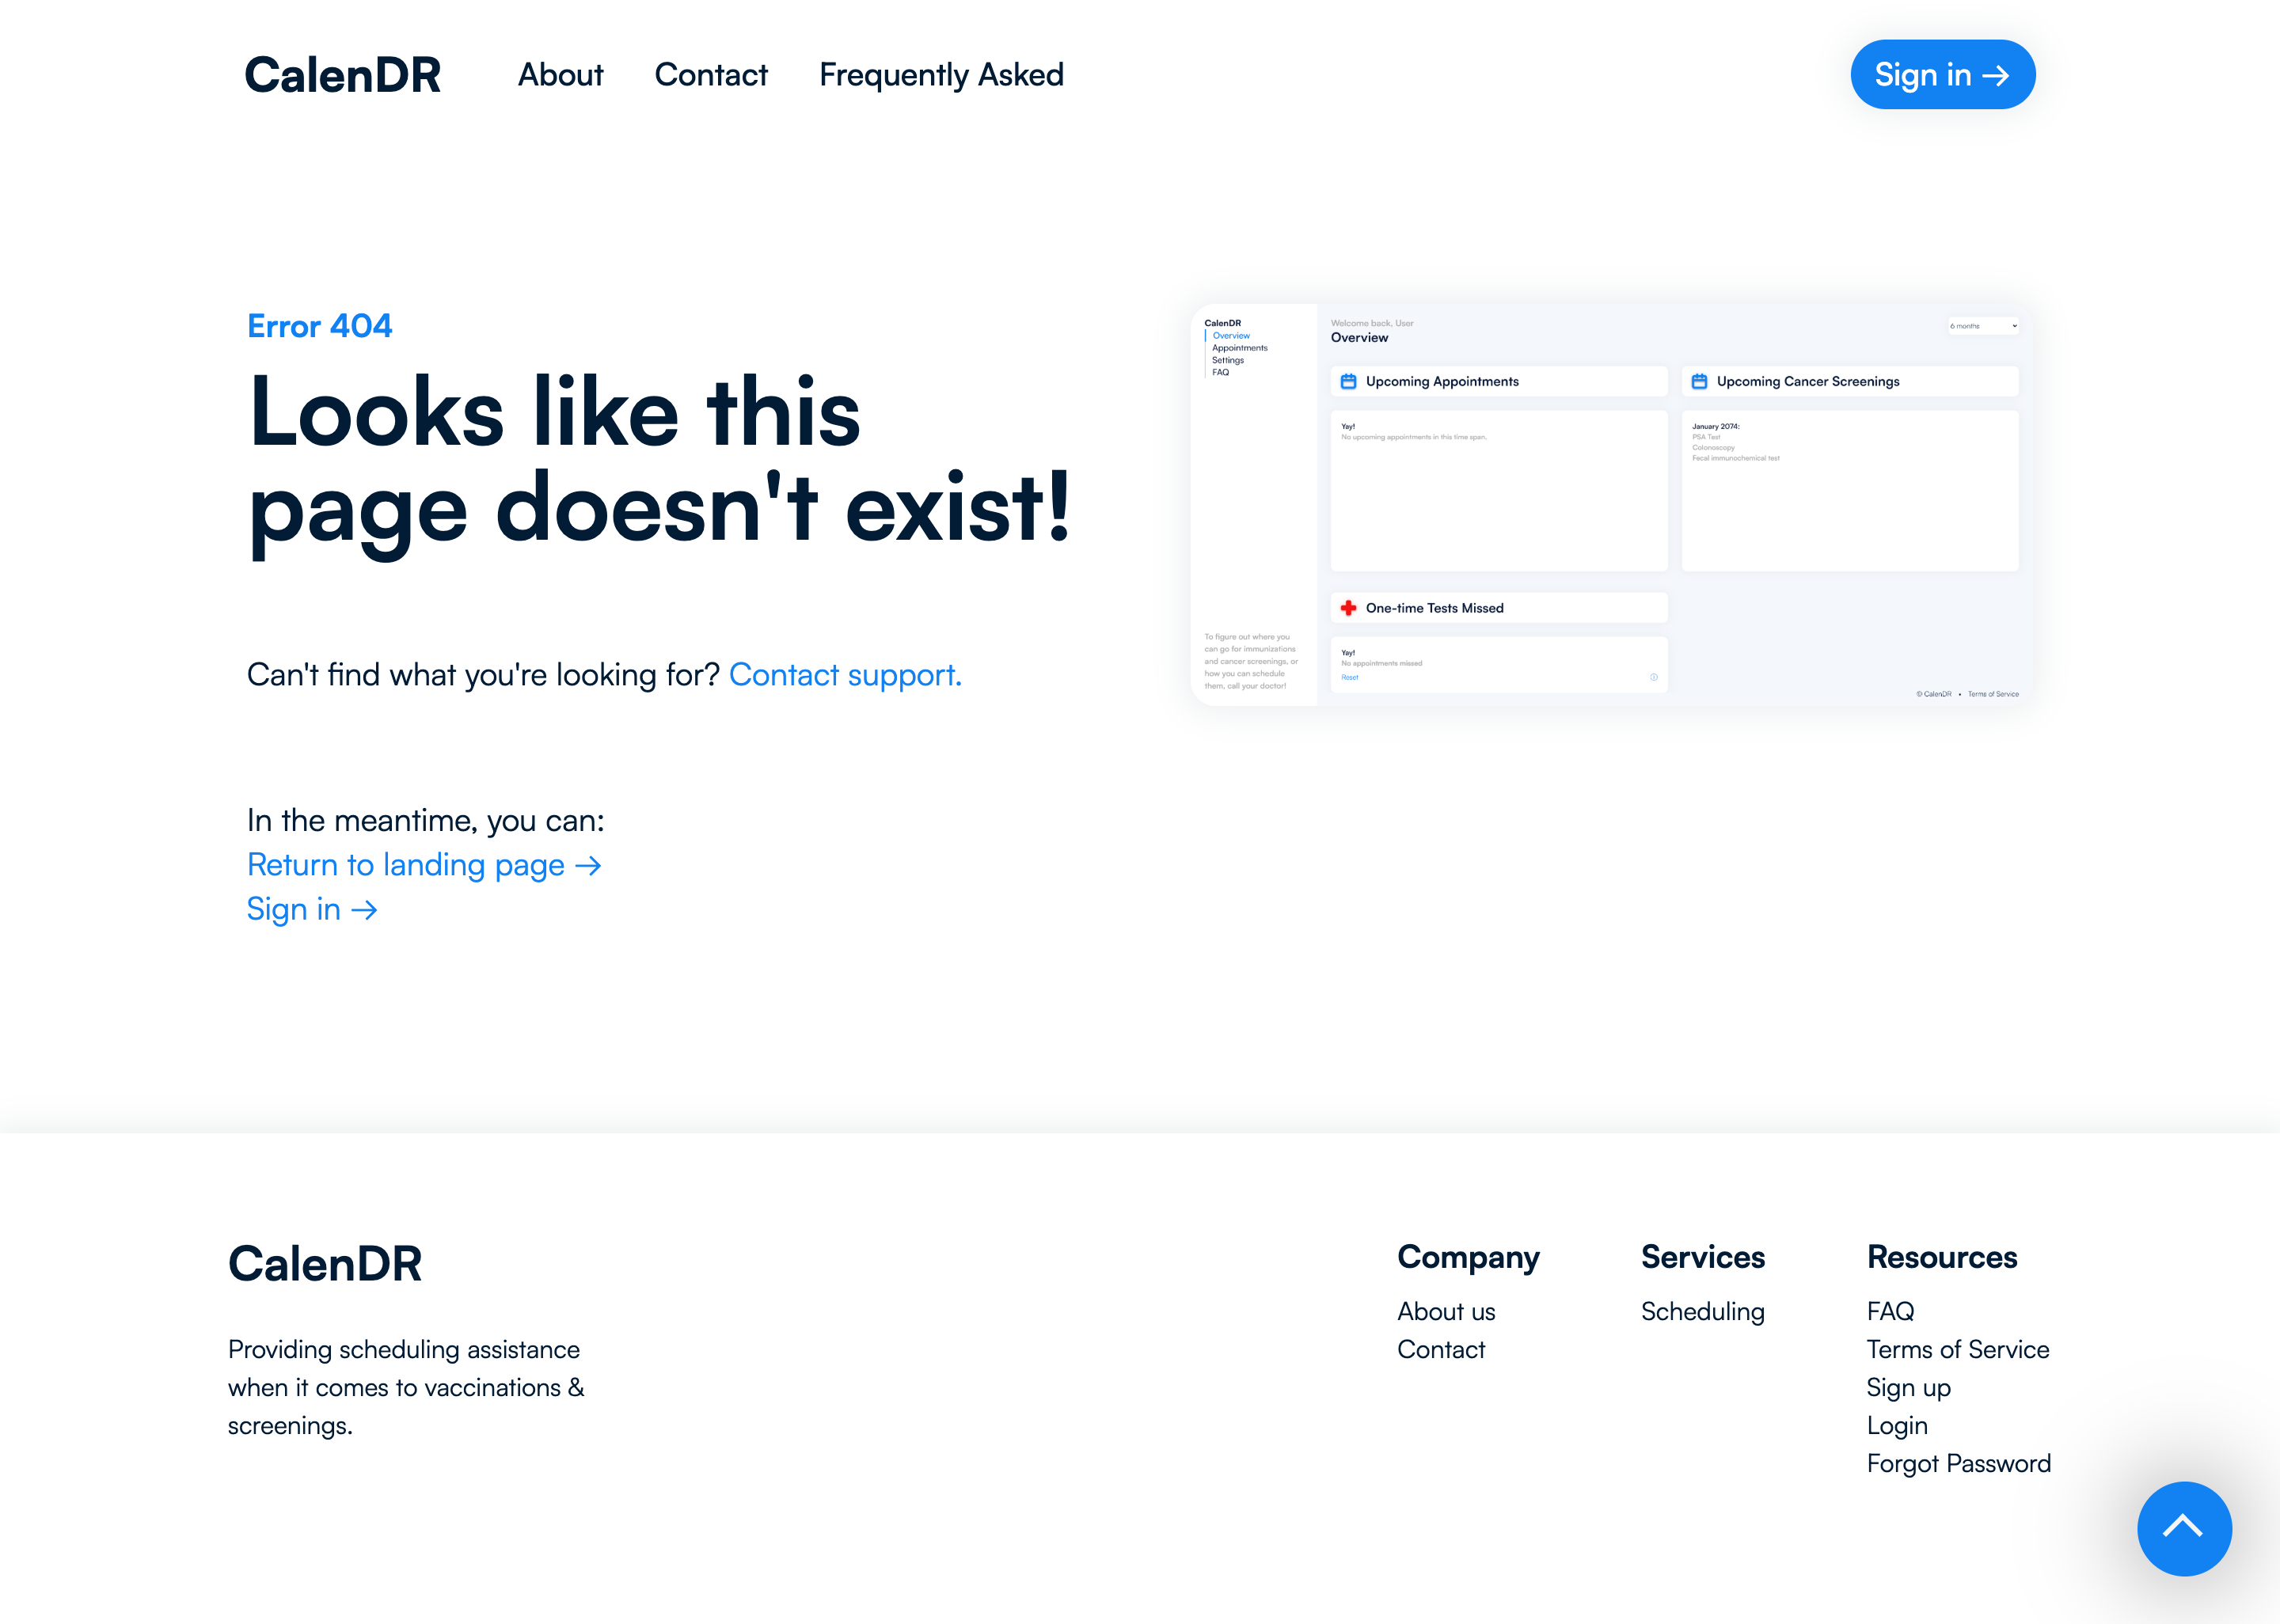 CalenDR
About
Contact
Frequently Asked
Sign in →
Error 404
Looks like this
page doesn't exist!
Can't find what you're looking for? Contact support.
In the meantime, you can:
Return to landing page →
Sign in →
CalenDR
Overview
Appointments
Settings
FAQ
To figure out where you
can go for immunizations
and cancer screenings, or
how you can schedule
them, call your doctor!
Welcome back, User
Overview
6 months
Upcoming Appointments
Yay!
No upcoming appointments in this time span.
Upcoming Cancer Screenings
January 2074:
PSA Test
Colonoscopy
Fecal immunochemical test
One-time Tests Missed
Yay!
No appointments missed
Reset
© CalenDR • Terms of Service
CalenDR
Providing scheduling assistance
when it comes to vaccinations &
screenings.
Company
About us
Contact
Services
Scheduling
Resources
FAQ
Terms of Service
Sign up
Login
Forgot Password